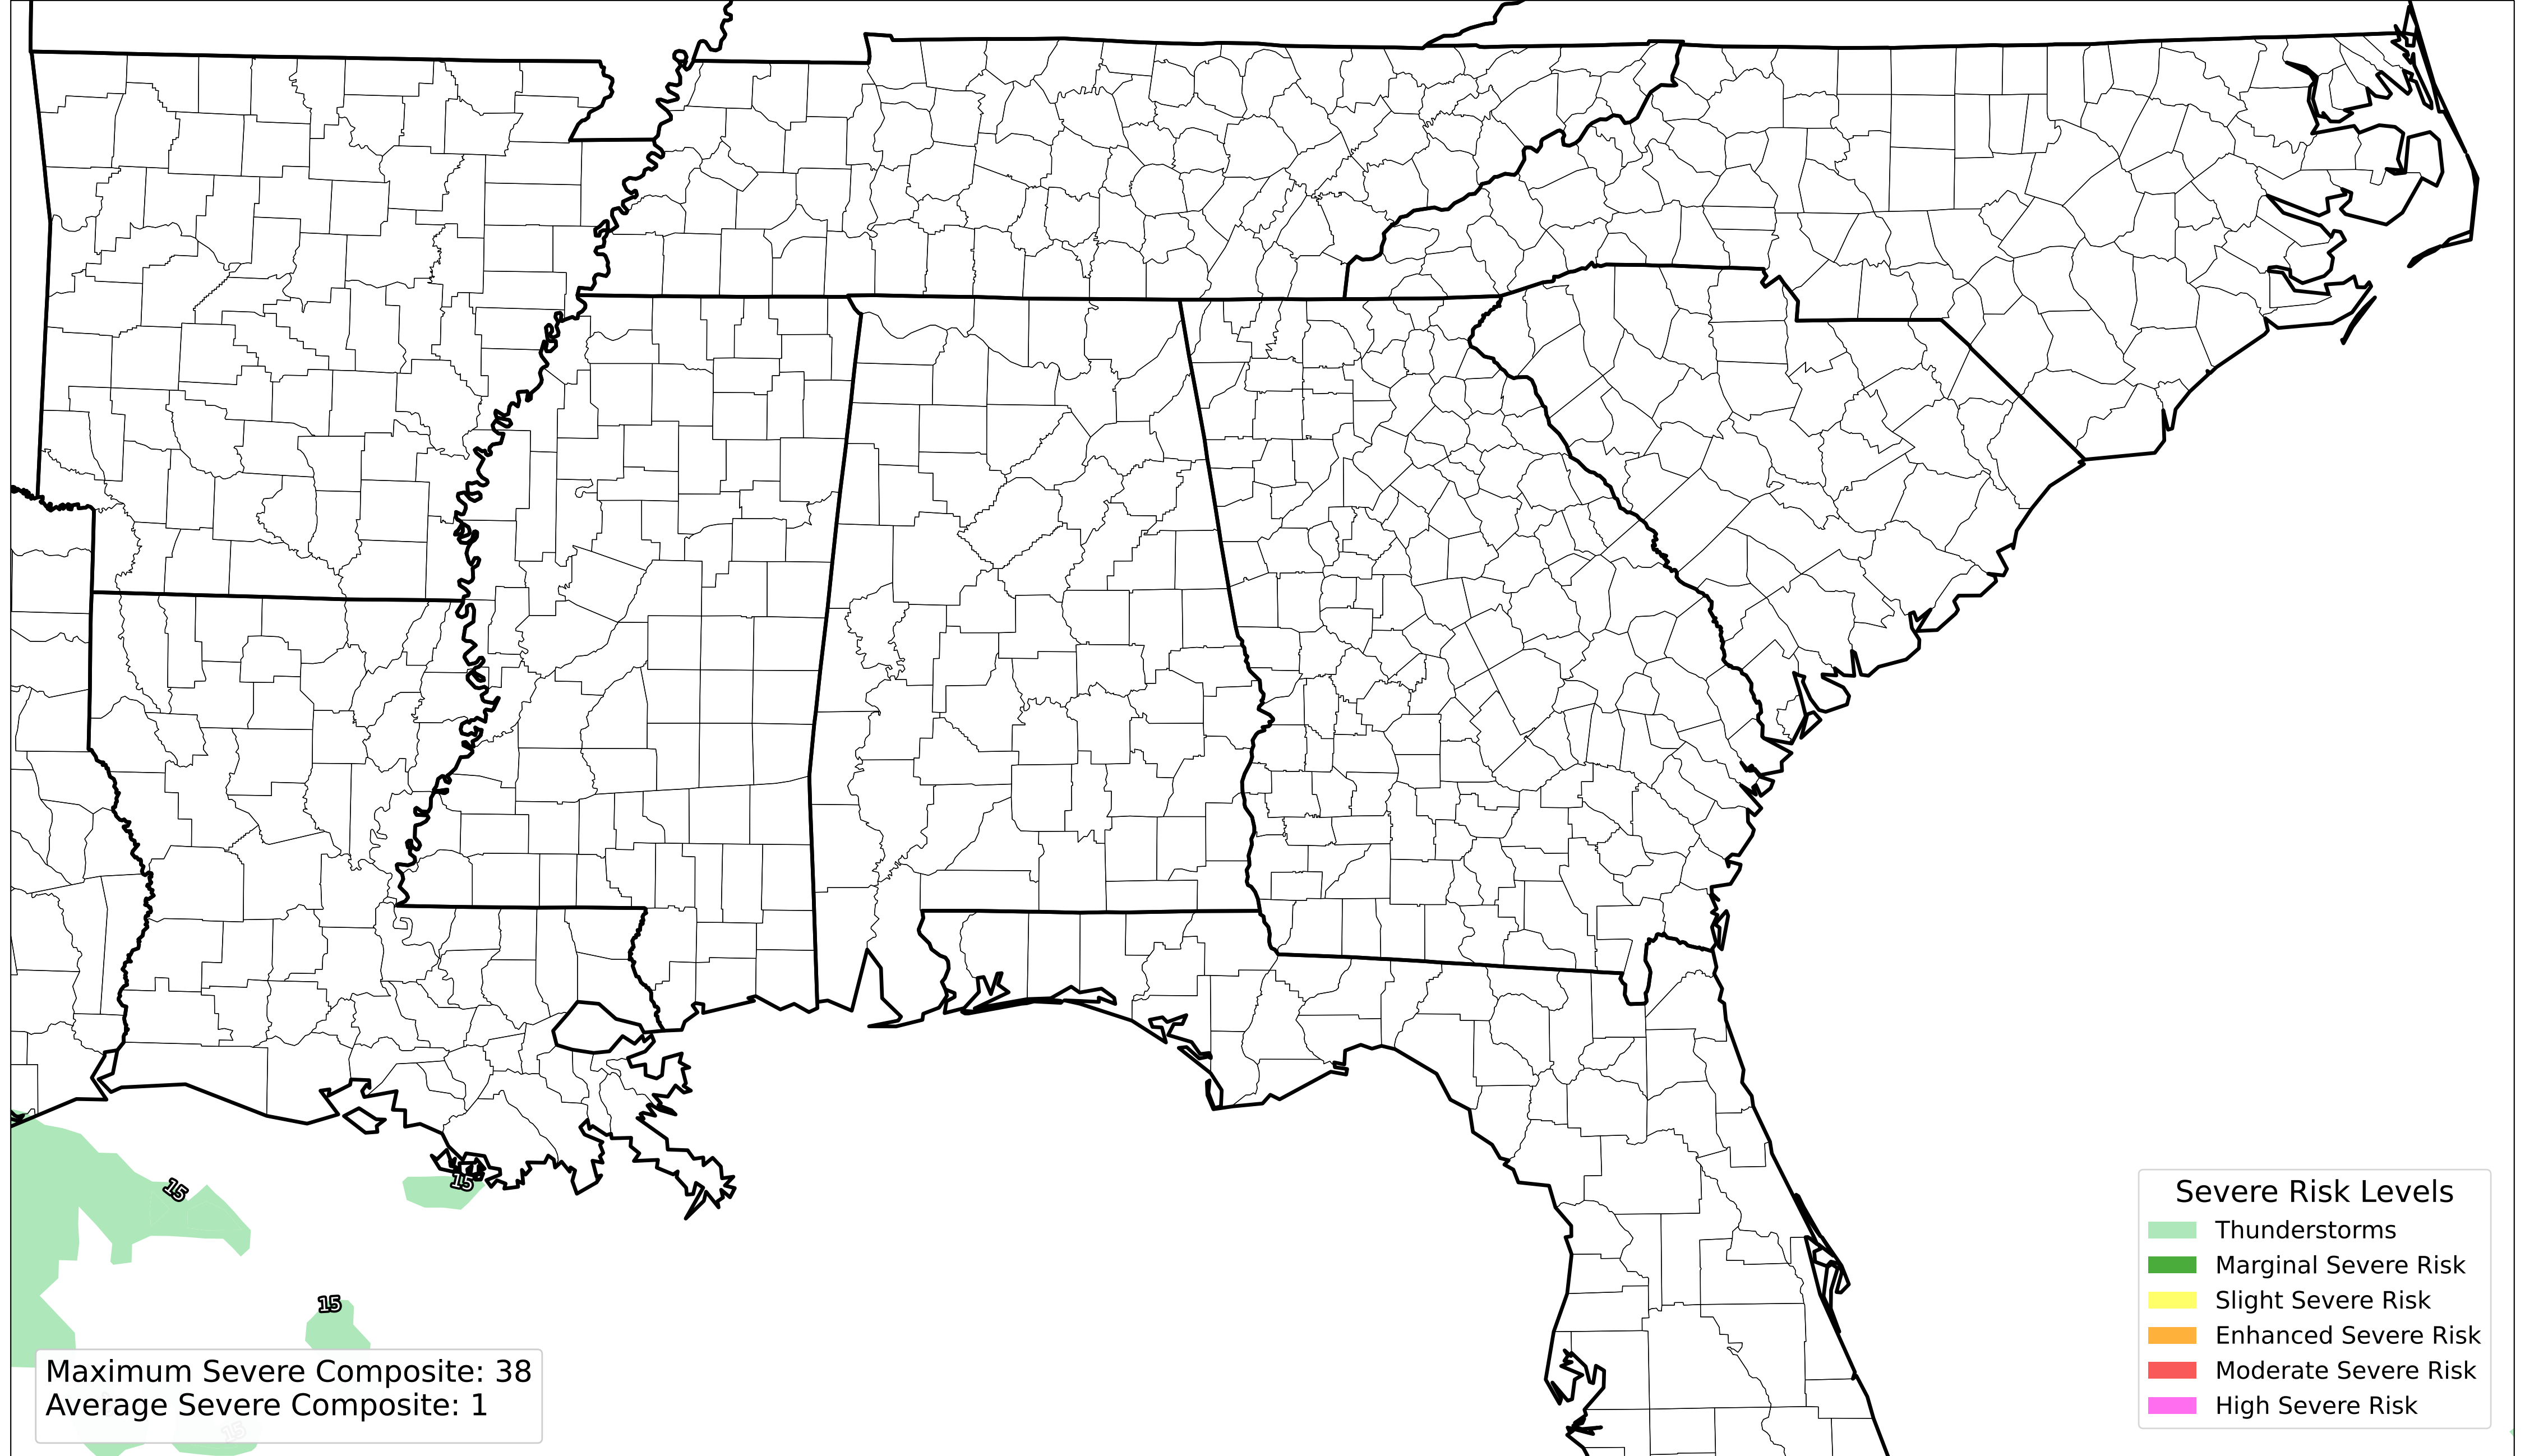 15
15
15
15
Severe Risk Levels
Thunderstorms
Marginal Severe Risk
Slight Severe Risk
Enhanced Severe Risk
Moderate Severe Risk
High Severe Risk
Maximum Severe Composite: 38
Average Severe Composite: 1